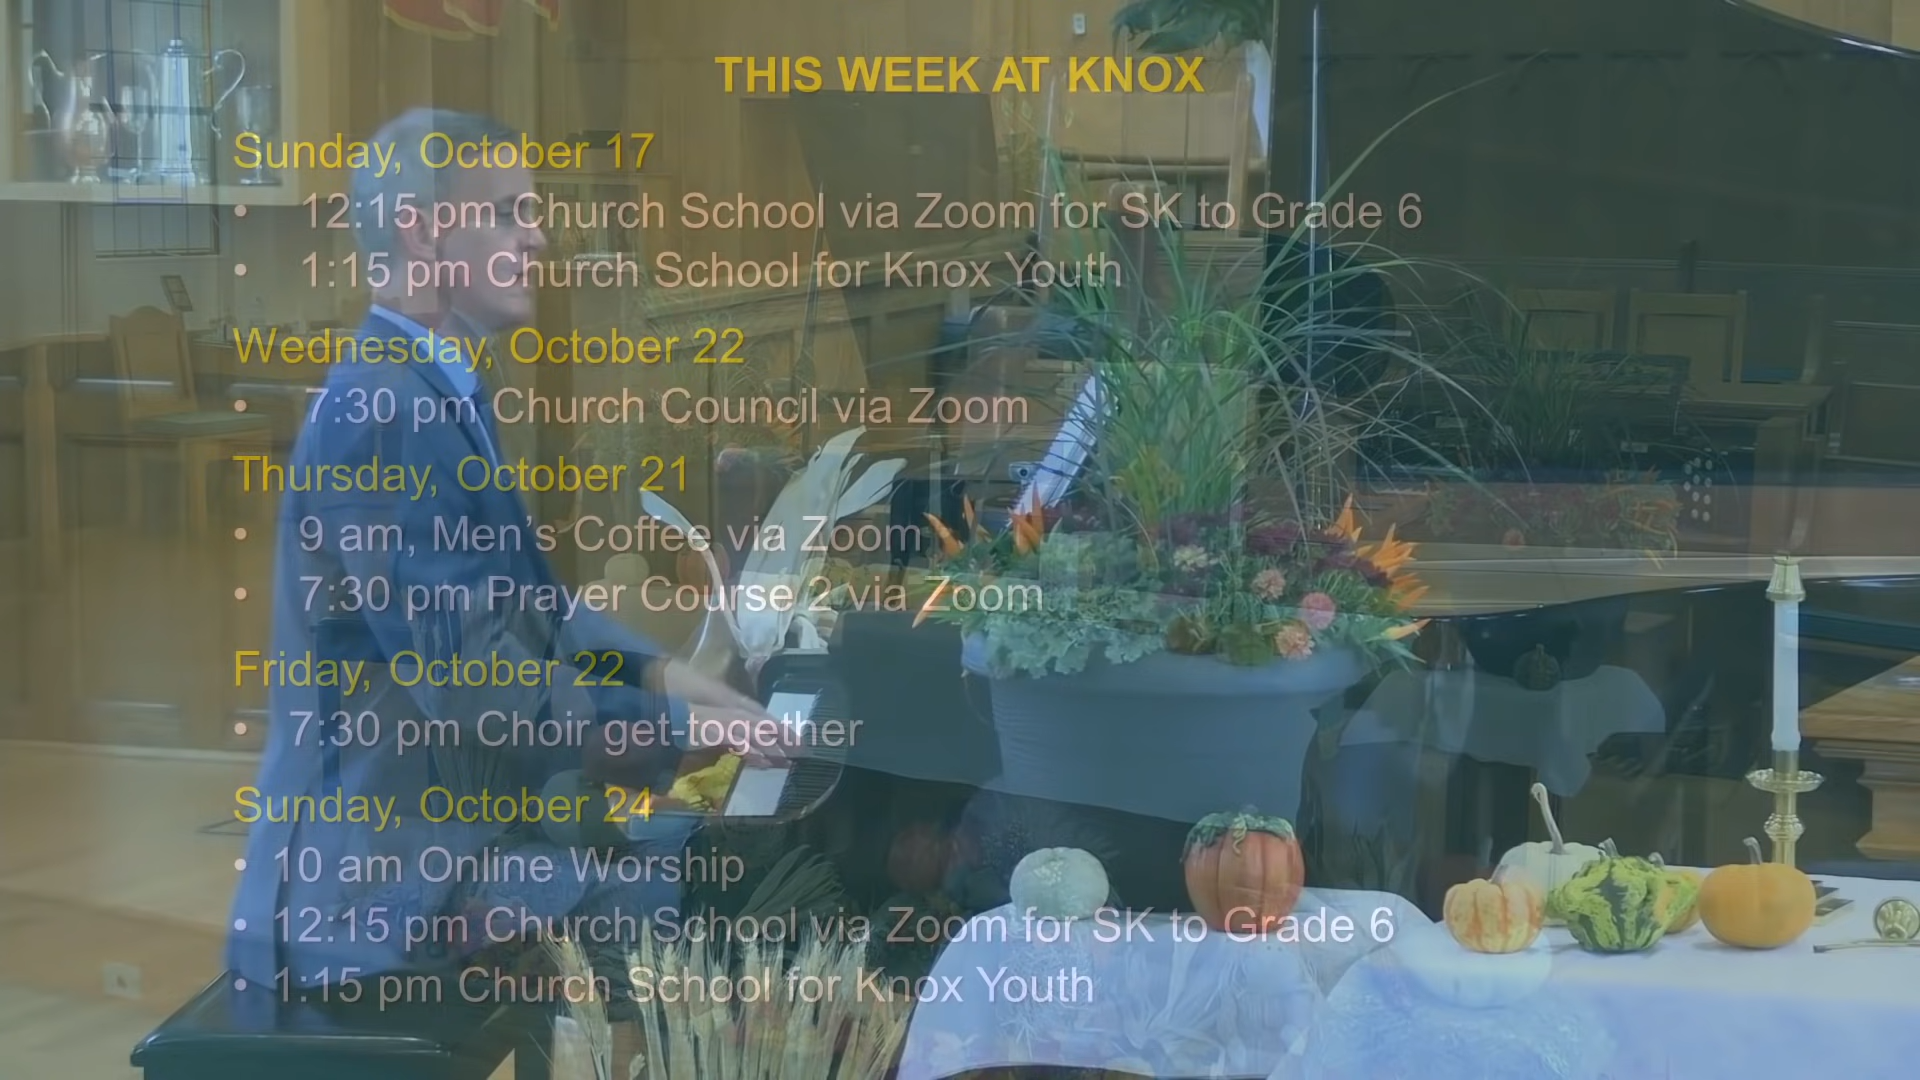 THIS WEEK AT KNOX
Sunday, October 17
• 12:15 pm Church School via Zoom for SK to Grade 6
• 1:15 pm Church School for Knox Youth
Wednesday, October 22
• 7:30 pm Church Council via Zoom
Thursday, October 21
• 9 am, Men’s Coffee via Zoom
• 7:30 pm Prayer Course 2 via Zoom
Friday, October 22
• 7:30 pm Choir get-together
Sunday, October 24
• 10 am Online Worship
• 12:15 pm Church School via Zoom for SK to Grade 6
• 1:15 pm Church School for Knox Youth